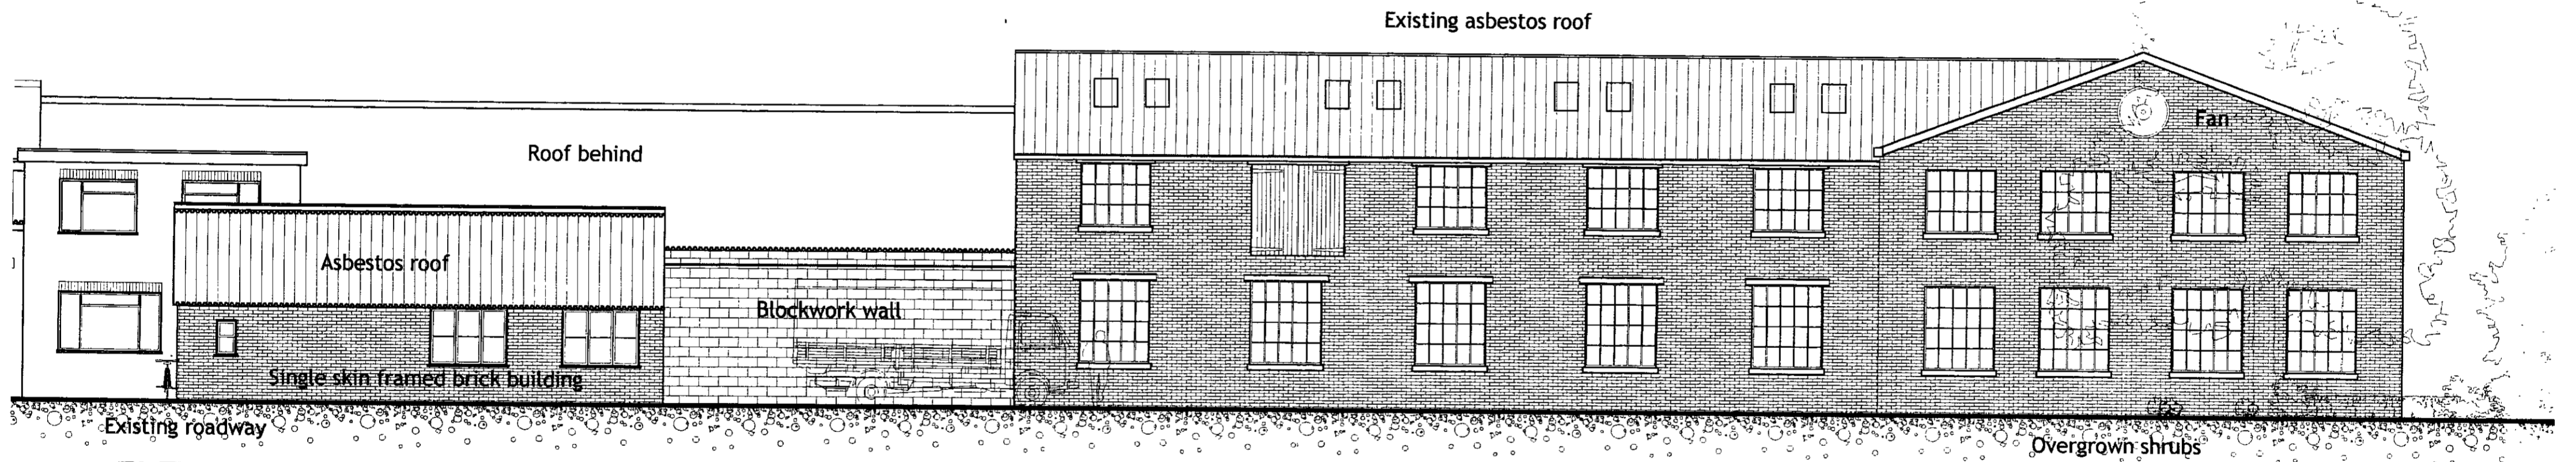 Existing asbestos roof
Fan
Roof behind
Asbestos roof
Blockwork wall
Single skin framed brick building
Existing roadway
Overgrown shrubs